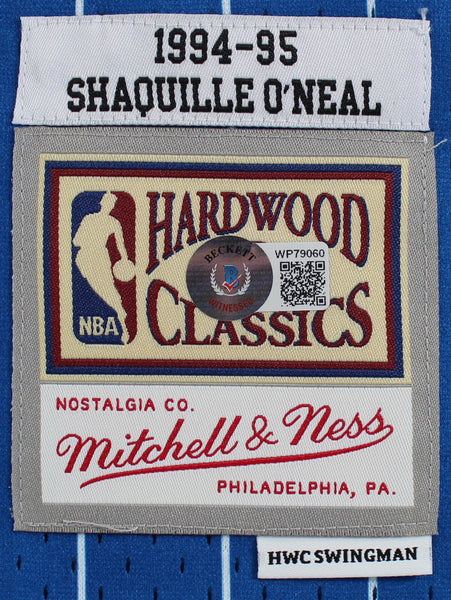 1994-95
SHAQUILLE O'NEAL
HARDWOOD
CLASSICS
NBA
BECKETT
B
WITNESSED
WP79060
NOSTALGIA CO.
Mitchell & Ness
PHILADELPHIA, PA.
HWC SWINGMAN